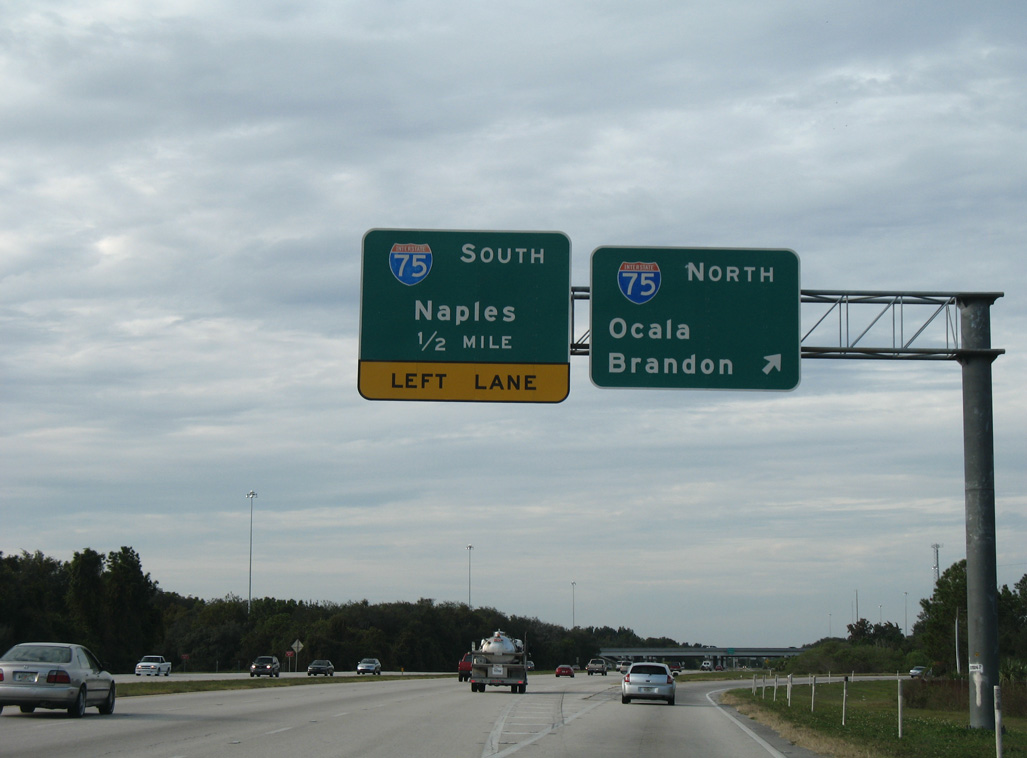 INTERSTATE
75 SOUTH
Naples
1/2 MILE
LEFT LANE
INTERSTATE
75 NORTH
Ocala
Brandon